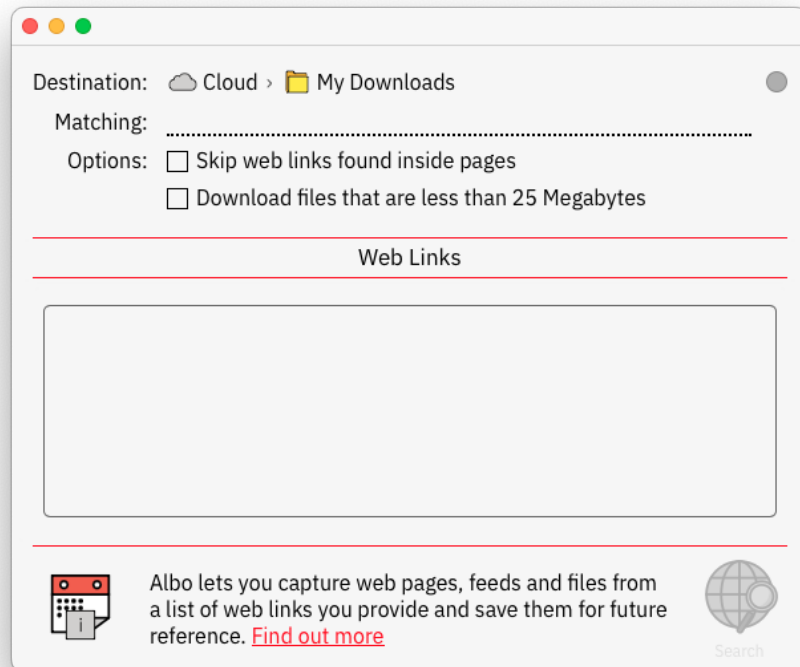 Destination: Cloud › My Downloads
Matching:
Options: Skip web links found inside pages
Download files that are less than 25 Megabytes
Web Links
Albo lets you capture web pages, feeds and files from
a list of web links you provide and save them for future
reference. Find out more
i
Search